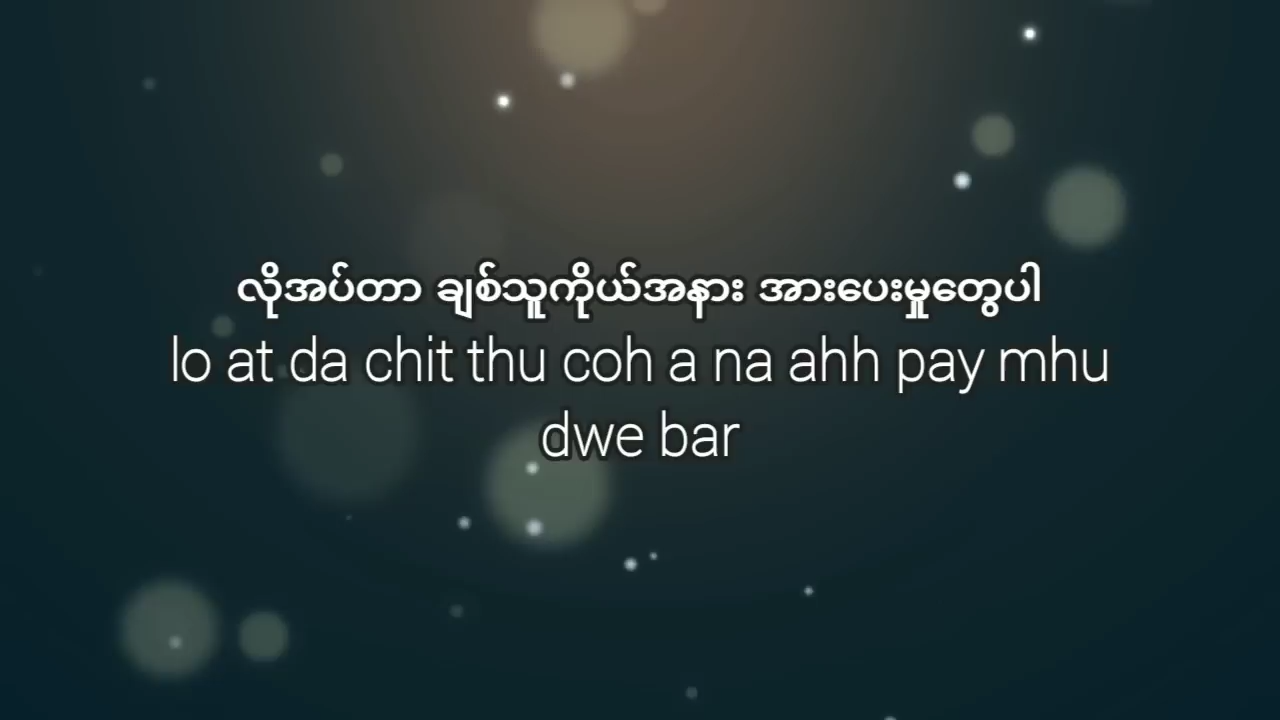 လိုအပ်တာ ချစ်သူကိုယ်အနား အားပေးမှုတွေပါ
lo at da chit thu coh a na ahh pay mhu
dwe bar